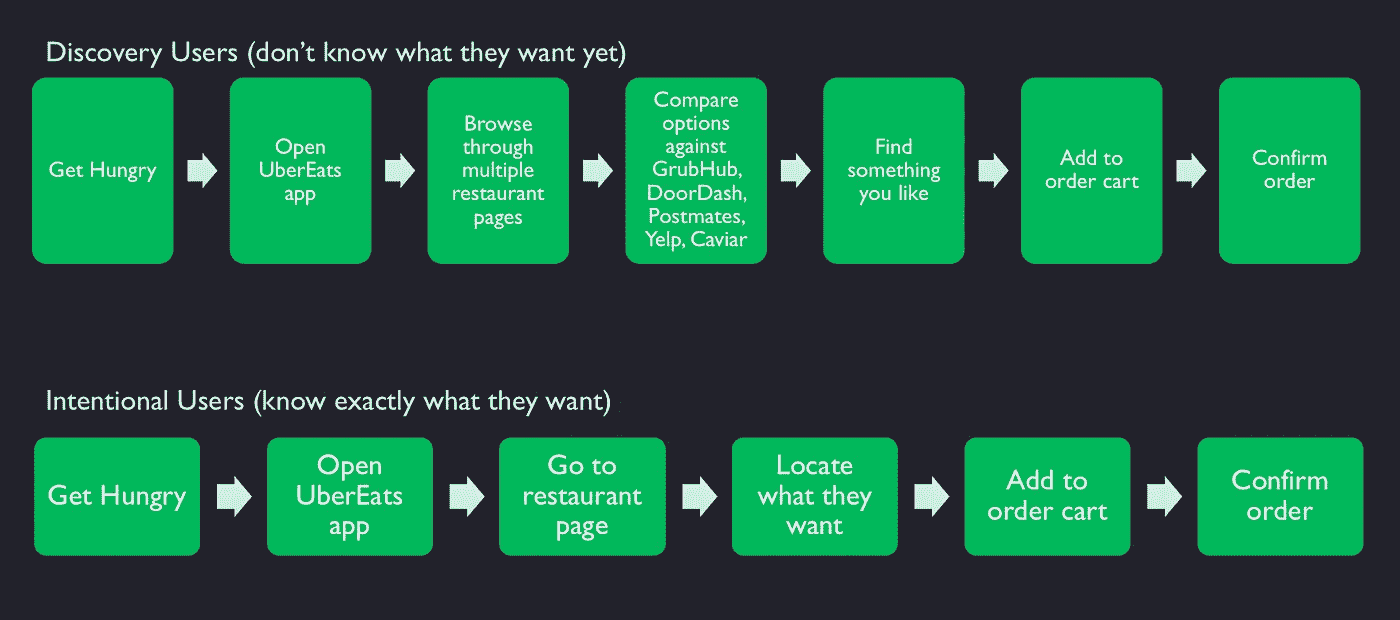 Discovery Users (don't know what they want yet)
Get Hungry
Open
UberEats
app
Browse
through
multiple
restaurant
pages
Compare
options
against
GrubHub,
DoorDash,
Postmates,
Yelp, Caviar
Find
something
you like
Add to
order cart
Confirm
order
Intentional Users (know exactly what they want)
Get Hungry
Open
UberEats
app
Go to
restaurant
page
Locate
what they
want
Add to
order cart
Confirm
order